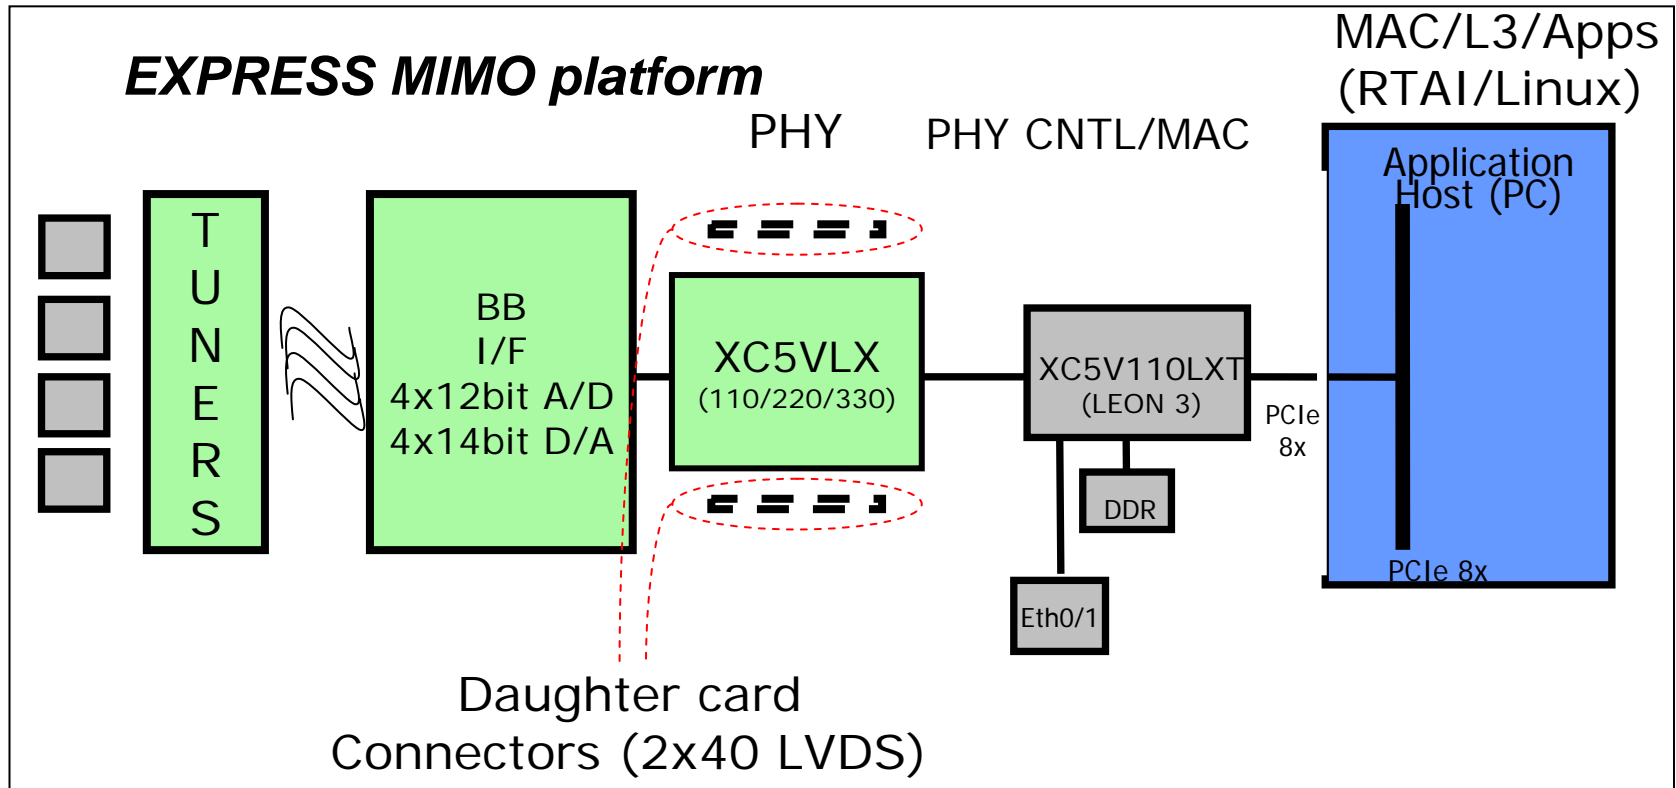 EXPRESS MIMO platform
MAC/L3/Apps
(RTAI/Linux)
PHY
PHY CNTL/MAC
T
U
N
E
R
S
BB
I/F
4x12bit A/D
4x14bit D/A
XC5VLX
(110/220/330)
XC5V110LXT
(LEON 3)
PCIe
8x
Application
Host (PC)
PCIe 8x
DDR
Eth0/1
Daughter card
Connectors (2x40 LVDS)